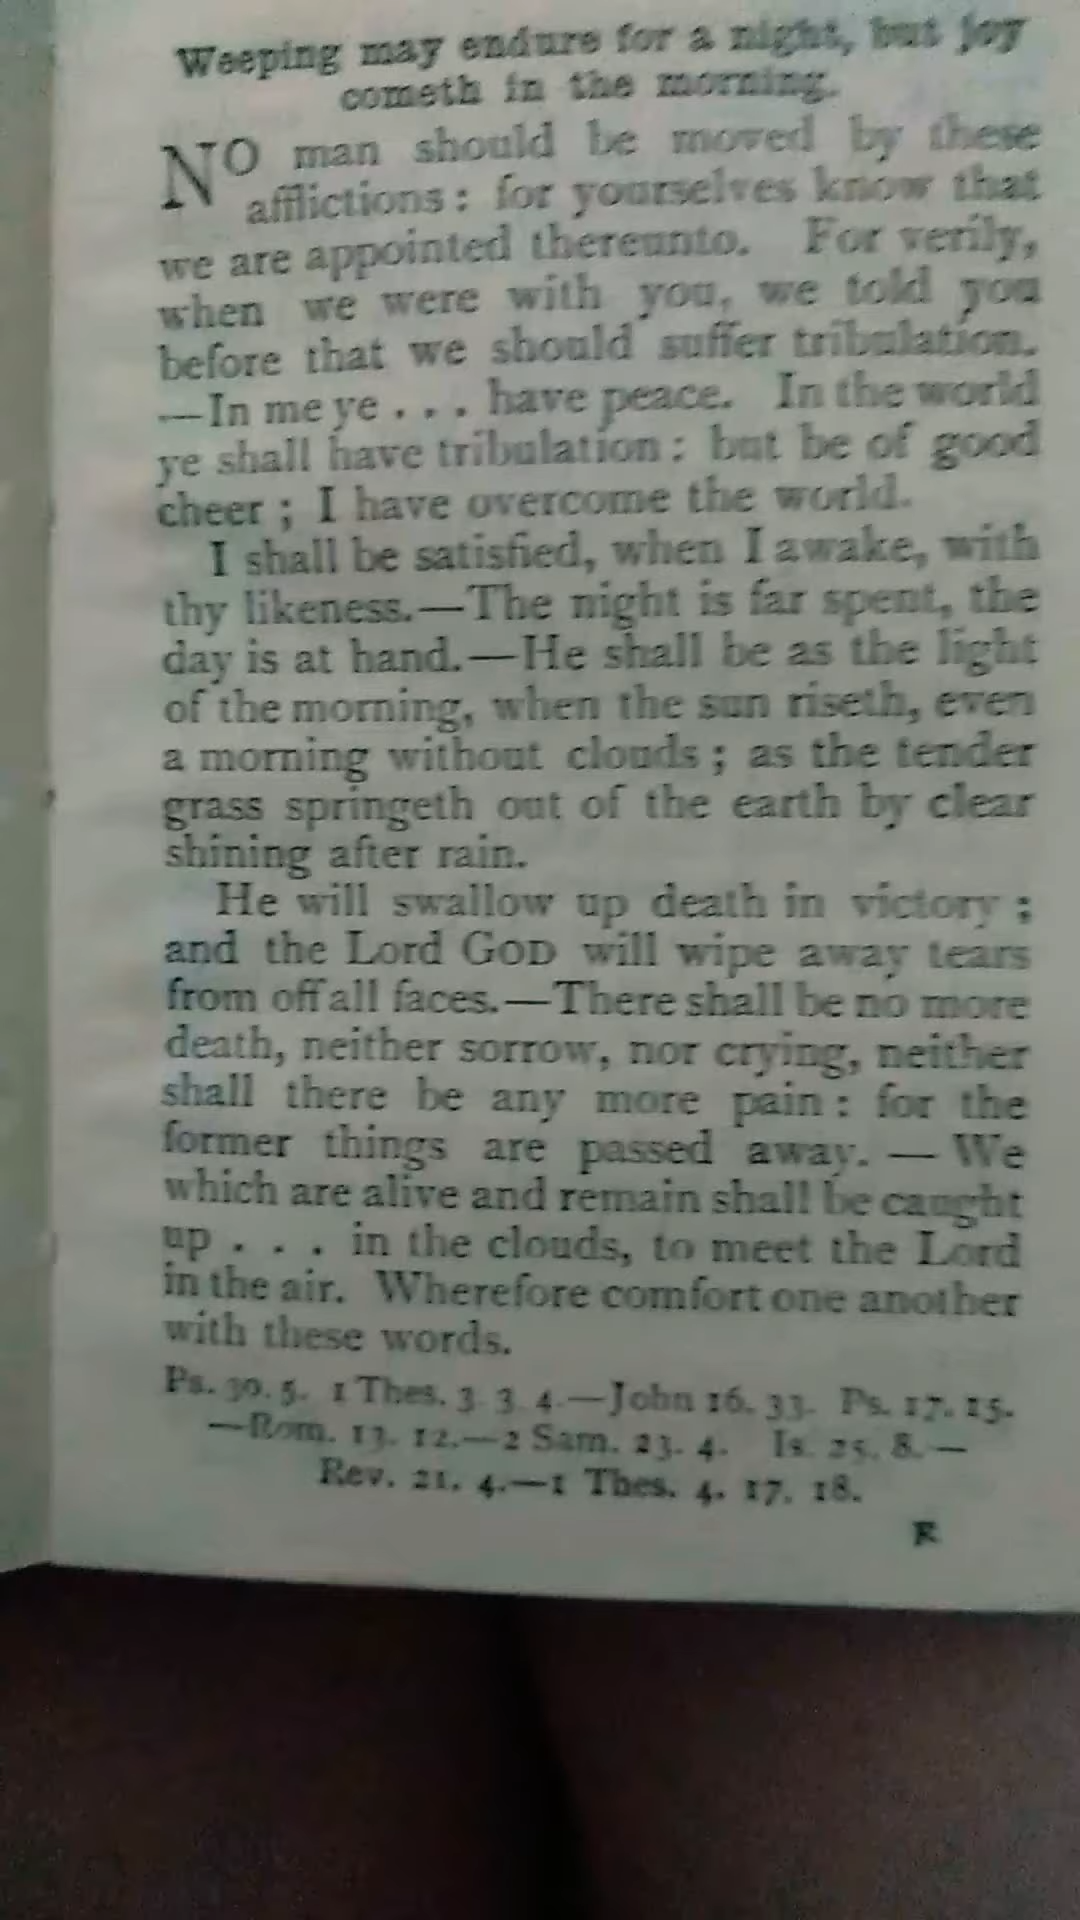 Weeping may endure for a night, but joy
cometh in the morning.
NO man should be moved by these
afflictions: for yourselves know that
we are appointed thereunto. For verily,
when we were with you, we told you
before that we should suffer tribulation.
—In me ye . . . have peace. In the world
ye shall have tribulation: but be of good
cheer; I have overcome the world.
I shall be satisfied, when I awake, with
thy likeness.—The night is far spent, the
day is at hand.—He shall be as the light
of the morning, when the sun riseth, even
a morning without clouds; as the tender
grass springeth out of the earth by clear
shining after rain.
He will swallow up death in victory;
and the Lord GOD will wipe away tears
from off all faces.—There shall be no more
death, neither sorrow, nor crying, neither
shall there be any more pain: for the
former things are passed away. — We
which are alive and remain shall be caught
up . . . in the clouds, to meet the Lord
in the air. Wherefore comfort one another
with these words.
Ps. 30. 5. 1 Thes. 3. 3. 4.—John 16. 33. Ps. 17. 15.
—Rom. 13. 12.—2 Sam. 23. 4. Is. 25. 8.—
Rev. 21. 4.—1 Thes. 4. 17. 18.
R